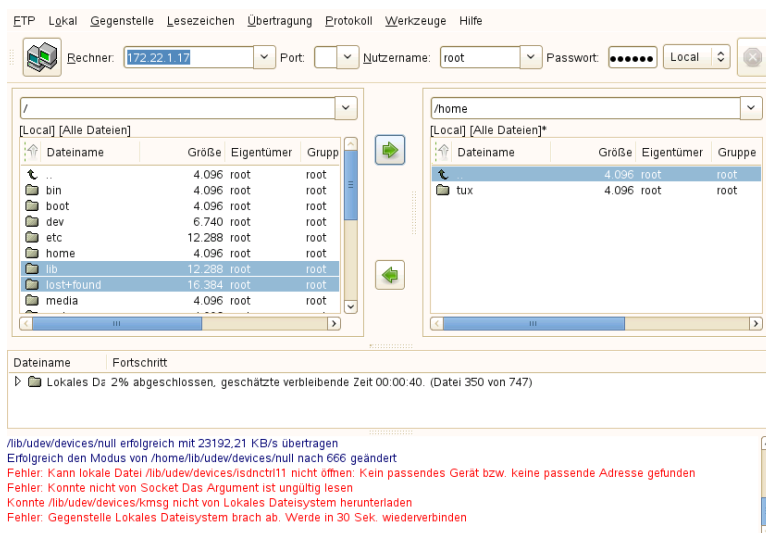 FTP Lokal Gegenstelle Lesezeichen Übertragung Protokoll Werkzeuge Hilfe
Rechner: 172.22.1.17 Port: Nutzername: root Passwort: ●●●●●● Local
/
/home
[Local] [Alle Dateien]
[Local] [Alle Dateien]*
Dateiname Größe Eigentümer Grupp
Dateiname Größe Eigentümer Gruppe
.. 4.096 root root
.. 4.096 root root
bin 4.096 root root
tux 4.096 root root
boot 4.096 root root
dev 6.740 root root
etc 12.288 root root
home 4.096 root root
lib 12.288 root root
lost+found 16.384 root root
media 4.096 root root
Dateiname Fortschritt
Lokales Da 2% abgeschlossen, geschätzte verbleibende Zeit 00:00:40. (Datei 350 von 747)
/lib/udev/devices/null erfolgreich mit 23192,21 KB/s übertragen
Erfolgreich den Modus von /home/lib/udev/devices/null nach 666 geändert
Fehler: Kann lokale Datei /lib/udev/devices/isdnctrl11 nicht öffnen: Kein passendes Gerät bzw. keine passende Adresse gefunden
Fehler: Konnte nicht von Socket Das Argument ist ungültig lesen
Konnte /lib/udev/devices/kmsg nicht von Lokales Dateisystem herunterladen
Fehler: Gegenstelle Lokales Dateisystem brach ab. Werde in 30 Sek. wiederverbinden